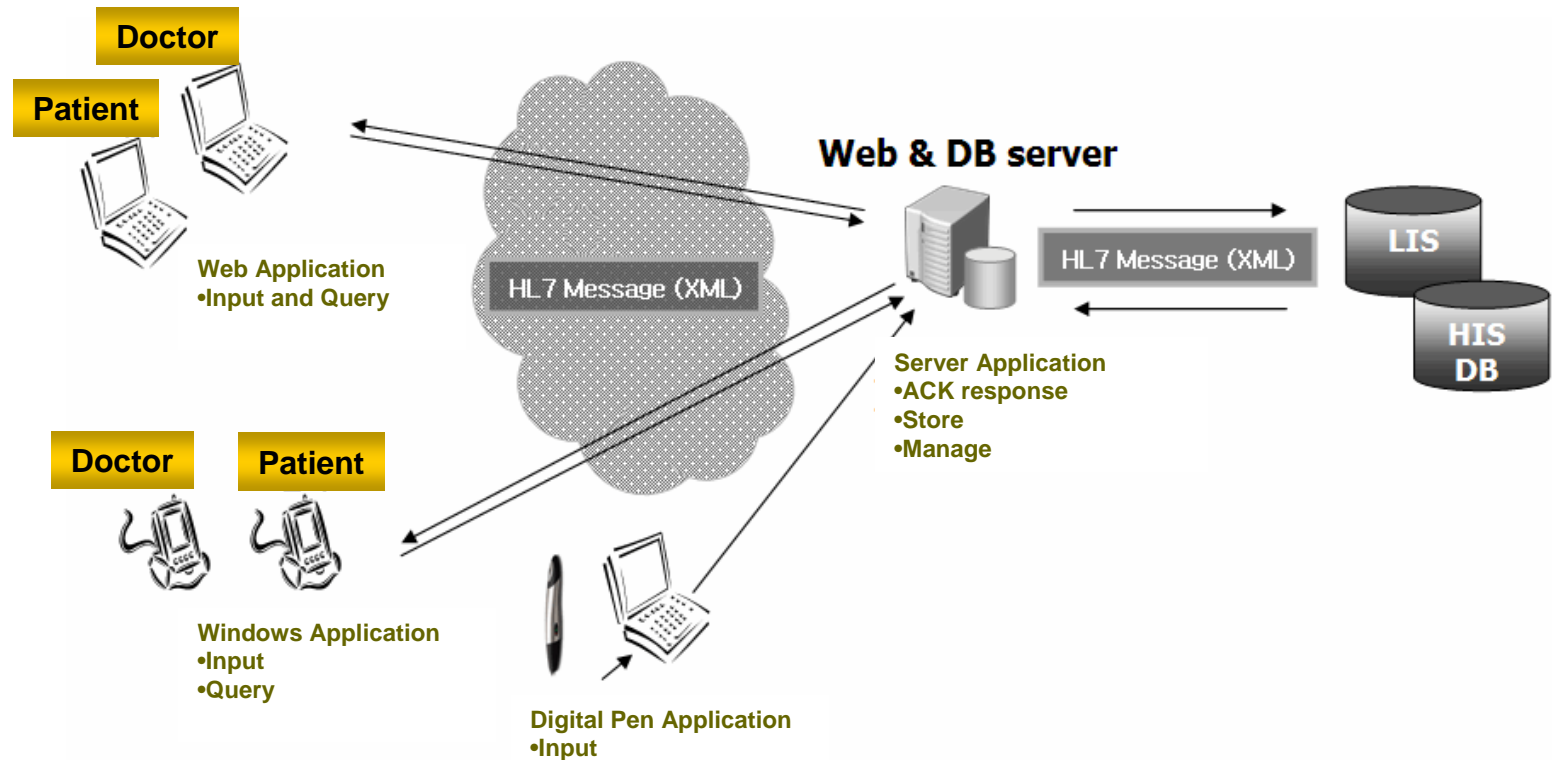 Doctor
Patient
Web Application
•Input and Query
HL7 Message (XML)
Web & DB server
HL7 Message (XML)
LIS
HIS
DB
Server Application
•ACK response
•Store
•Manage
Doctor
Patient
Windows Application
•Input
•Query
Digital Pen Application
•Input